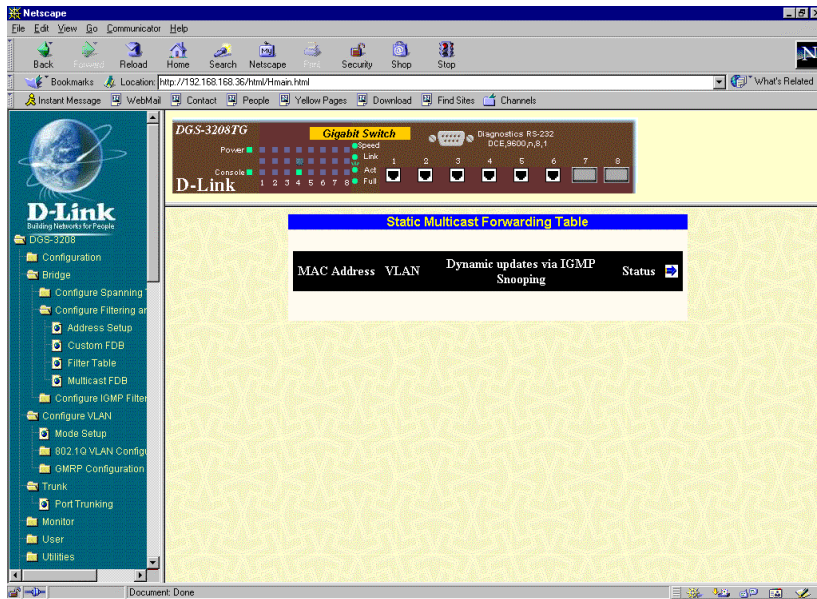 Netscape
File Edit View Go Communicator Help
Back Forward Reload Home Search Netscape Print Security Shop Stop
Bookmarks Location: http://192.168.168.36/html/Hmain.html What's Related
Instant Message WebMail Contact People Yellow Pages Download Find Sites Channels
D-Link
Building Networks for People
DGS-3208
Configuration
Bridge
Configure Spanning
Configure Filtering ar
Address Setup
Custom FDB
Filter Table
Multicast FDB
Configure IGMP Filter
Configure VLAN
Mode Setup
802.1Q VLAN Configu
GMRP Configuration
Trunk
Port Trunking
Monitor
User
Utilities
DGS-3208TG
Gigabit Switch
Diagnostics RS-232
DCE,9600,n,8,1
Power
Console
Speed
Link
Act
Full
D-Link
1 2 3 4 5 6 7 8
1 2 3 4 5 6 7 8
Static Multicast Forwarding Table
MAC Address VLAN Dynamic updates via IGMP Snooping Status
Document: Done